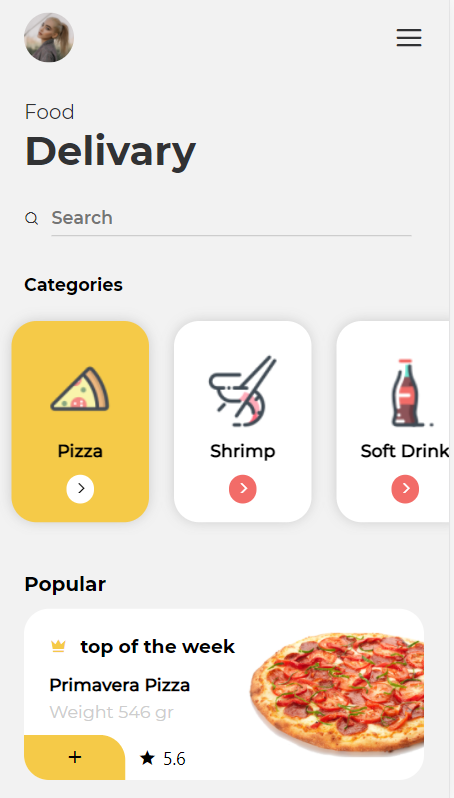 Food
Delivary
Search
Categories
Pizza
Shrimp
Soft Drink
Popular
top of the week
Primavera Pizza
Weight 546 gr
+
5.6